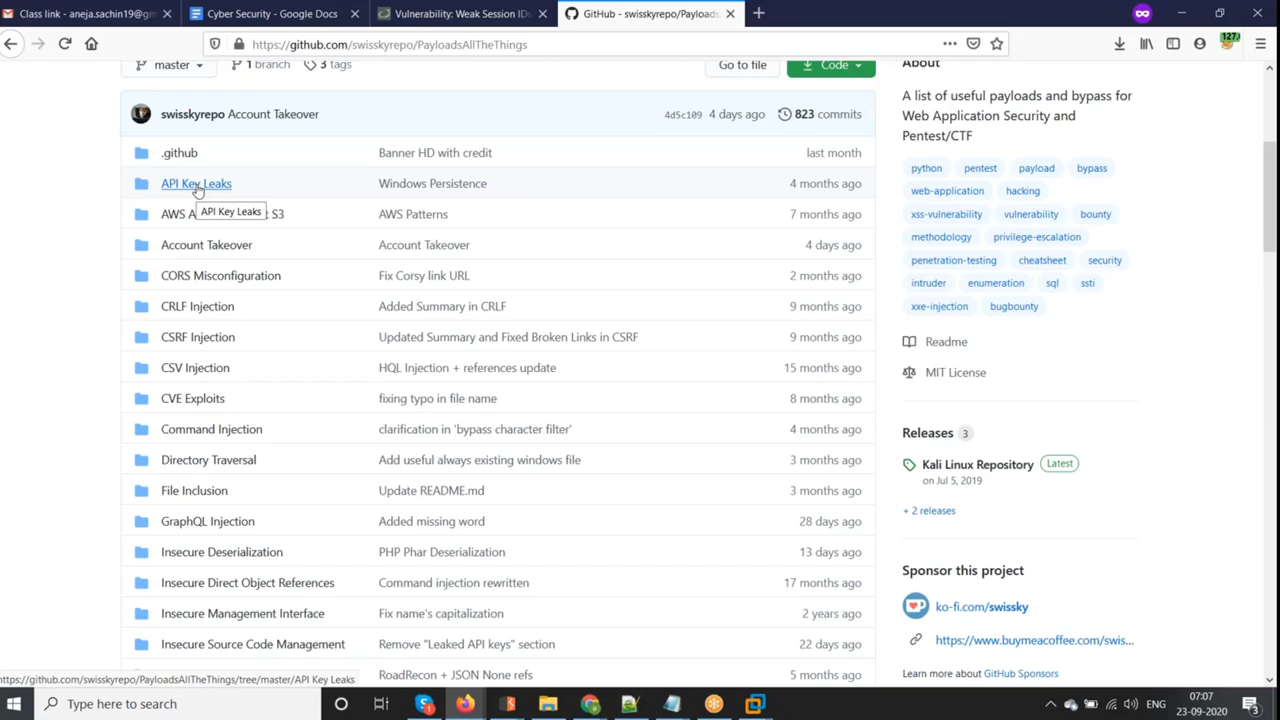 Class link - aneja.sachin19@gm
Cyber Security - Google Docs
Vulnerability: Weak Session IDs
GitHub - swisskyrepo/Payloads
https://github.com/swisskyrepo/PayloadsAllTheThings
127.
master
1 branch
3 tags
Go to file
Code
swisskyrepo Account Takeover
4d5c109 4 days ago
823 commits
.github Banner HD with credit last month
API Key Leaks Windows Persistence 4 months ago
AWS A S3 AWS Patterns 7 months ago
API Key Leaks
Account Takeover Account Takeover 4 days ago
CORS Misconfiguration Fix Corsy link URL 2 months ago
CRLF Injection Added Summary in CRLF 9 months ago
CSRF Injection Updated Summary and Fixed Broken Links in CSRF 9 months ago
CSV Injection HQL Injection + references update 15 months ago
CVE Exploits fixing typo in file name 8 months ago
Command Injection clarification in 'bypass character filter' 4 months ago
Directory Traversal Add useful always existing windows file 3 months ago
File Inclusion Update README.md 3 months ago
GraphQL Injection Added missing word 28 days ago
Insecure Deserialization PHP Phar Deserialization 13 days ago
Insecure Direct Object References Command injection rewritten 17 months ago
Insecure Management Interface Fix name's capitalization 2 years ago
Insecure Source Code Management Remove "Leaked API keys" section 22 days ago
RoadRecon + JSON None refs 5 months ago
About
A list of useful payloads and bypass for
Web Application Security and
Pentest/CTF
python pentest payload bypass
web-application hacking
xss-vulnerability vulnerability bounty
methodology privilege-escalation
penetration-testing cheatsheet security
intruder enumeration sql ssti
xxe-injection bugbounty
Readme
MIT License
Releases 3
Kali Linux Repository Latest
on Jul 5, 2019
+ 2 releases
Sponsor this project
ko-fi.com/swissky
https://www.buymeacoffee.com/swis...
Learn more about GitHub Sponsors
https://github.com/swisskyrepo/PayloadsAllTheThings/tree/master/API Key Leaks
Type here to search
ENG
07:07
23-09-2020
3